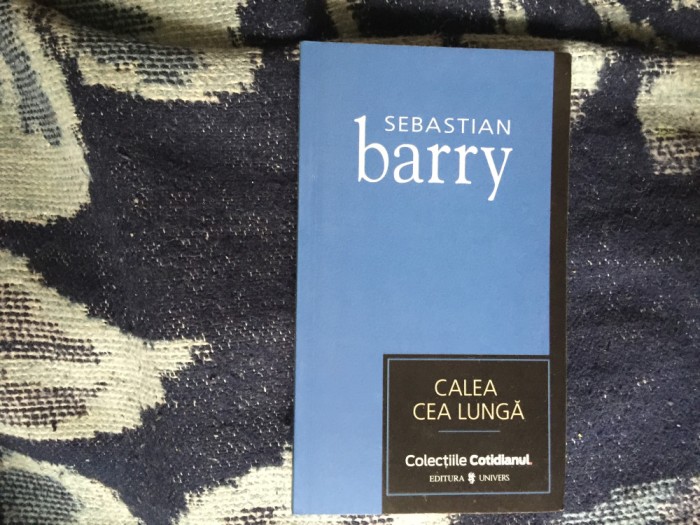 SEBASTIAN
barry
CALEA
CEA LUNGĂ
Colecțiile Cotidianul.
EDITURA UNIVERS